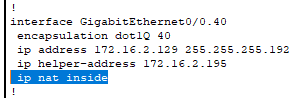 !
interface GigabitEthernet0/0.40
encapsulation dot1Q 40
ip address 172.16.2.129 255.255.255.192
ip helper-address 172.16.2.195
ip nat inside
!